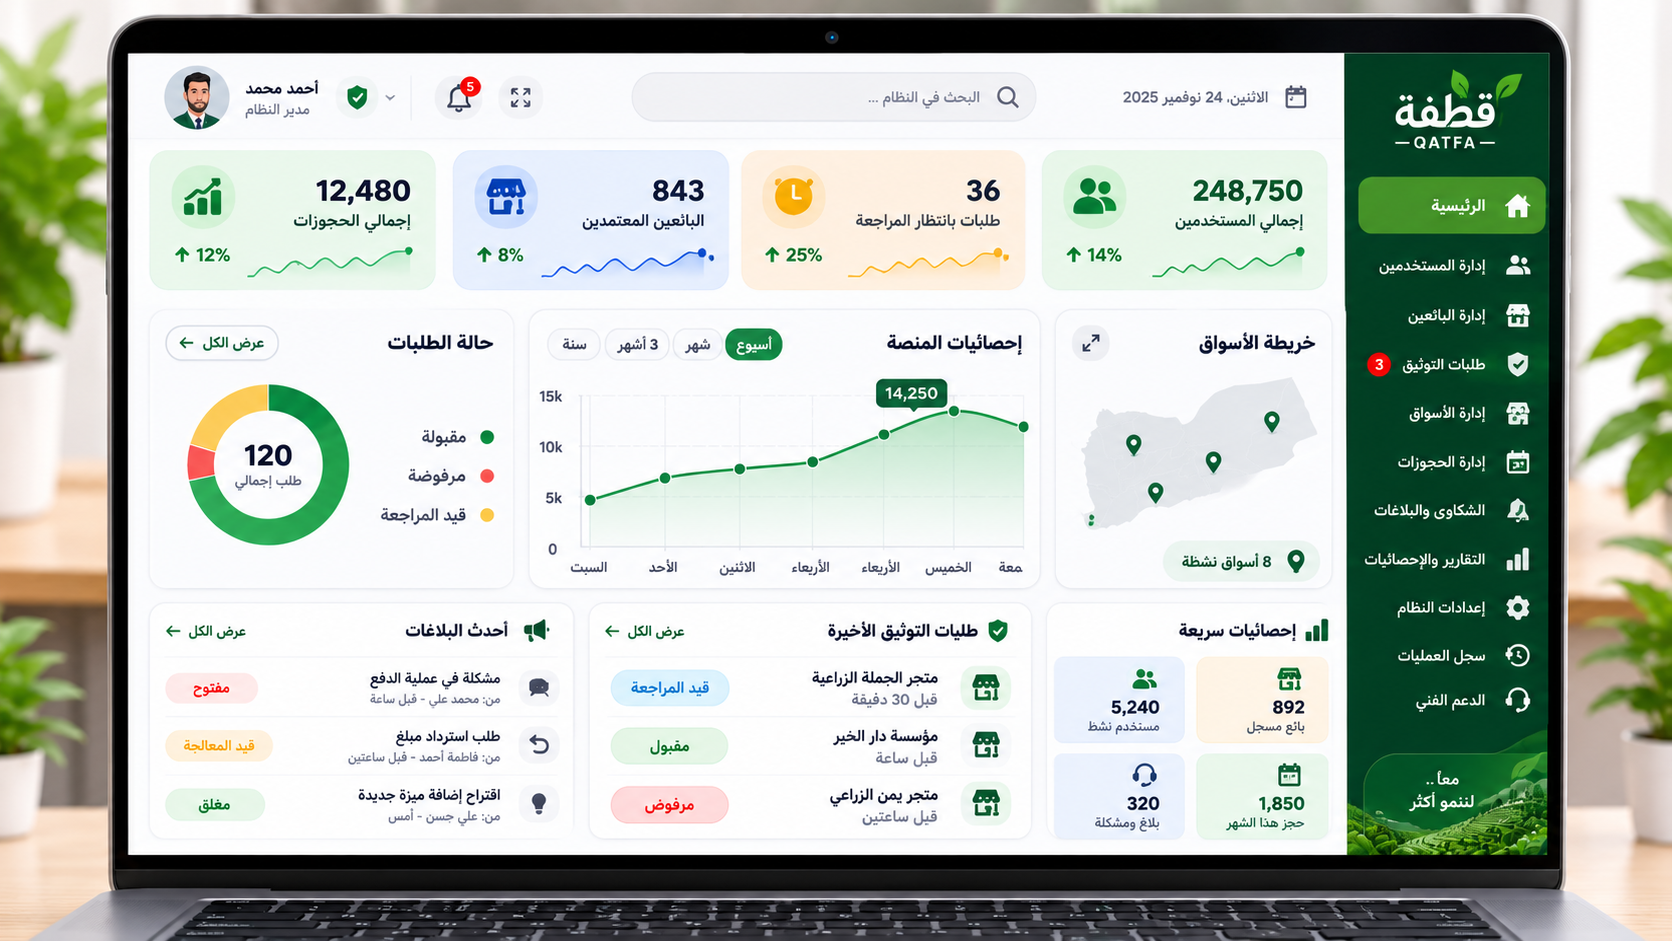 قطفة
QATFA
الرئيسية
إدارة المستخدمين
إدارة البائعين
طلبات التوثيق 3
إدارة الأسواق
إدارة الحجوزات
الشكاوى والبلاغات
التقارير والإحصائيات
إعدادات النظام
سجل العمليات
الدعم الفني
معاً ..
لننمو أكثر
الاثنين، 24 نوفمبر 2025
البحث في النظام ...
5
أحمد محمد
مدير النظام
248,750
إجمالي المستخدمين
14%
36
طلبات بانتظار المراجعة
25%
843
البائعين المعتمدين
8%
12,480
إجمالي الحجوزات
12%
خريطة الأسواق
8 أسواق نشطة
إحصائيات المنصة
أسبوع
شهر
3 أشهر
سنة
14,250
15k
10k
5k
0
السبت
الأحد
الاثنين
الأربعاء
الأربعاء
الخميس
معة
حالة الطلبات
عرض الكل
120
طلب إجمالي
مقبولة
مرفوضة
قيد المراجعة
إحصائيات سريعة
892
بائع مسجل
5,240
مستخدم نشط
1,850
حجز هذا الشهر
320
بلاغ ومشكلة
طلبات التوثيق الأخيرة
عرض الكل
متجر الجملة الزراعية
قبل 30 دقيقة
قيد المراجعة
مؤسسة دار الخير
قبل ساعة
مقبول
متجر يمن الزراعي
قبل ساعتين
مرفوض
أحدث البلاغات
عرض الكل
مشكلة في عملية الدفع
من: محمد علي - قبل ساعة
مفتوح
طلب استرداد مبلغ
من: فاطمة أحمد - قبل ساعتين
قيد المعالجة
اقتراح إضافة ميزة جديدة
من: علي حسن - أمس
مغلق